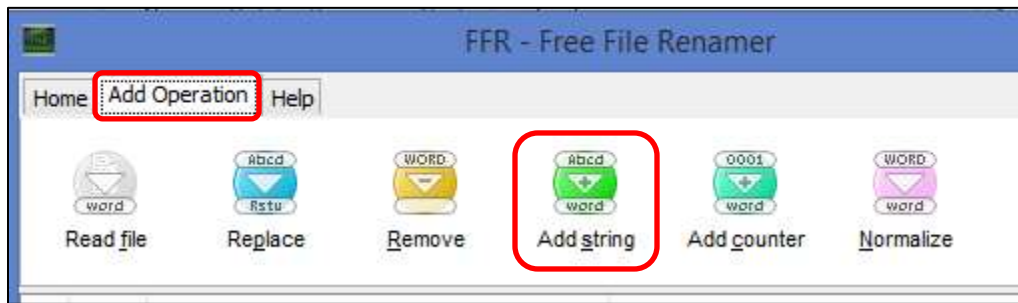 FFR - Free File Renamer
Home Add Operation Help
Abcd WORD Abcd 0001 WORD
word Rstu word word word
Read file Replace Remove Add string Add counter Normalize